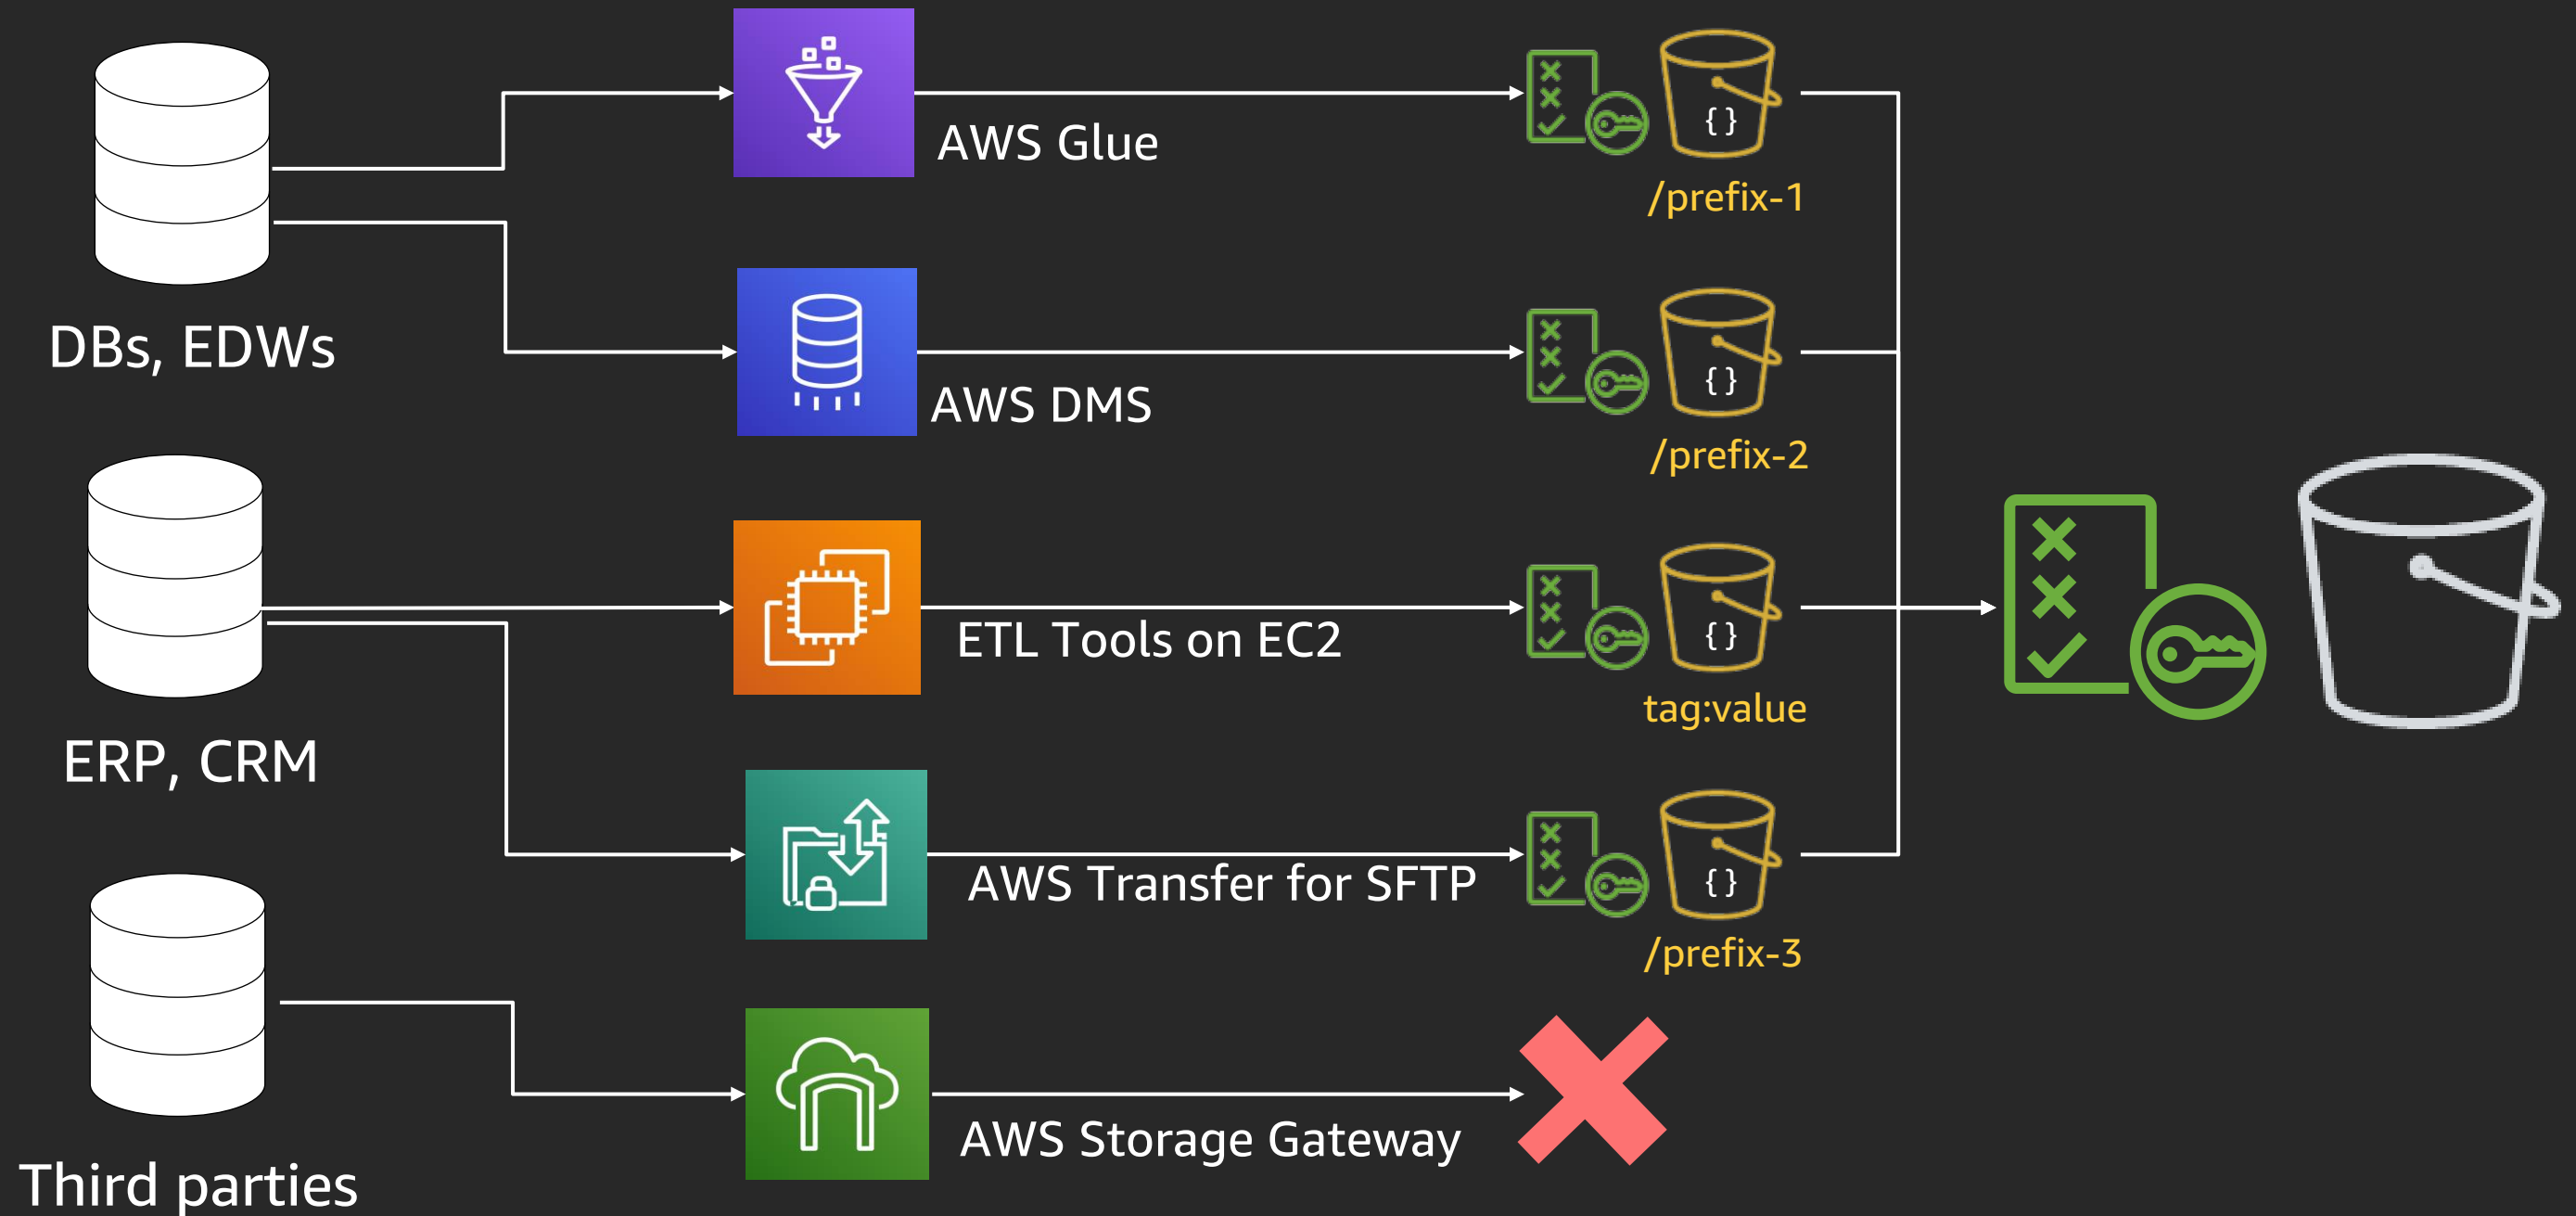 DBs, EDWs
ERP, CRM
Third parties
AWS Glue
AWS DMS
ETL Tools on EC2
AWS Transfer for SFTP
AWS Storage Gateway
{ }
/prefix-1
{ }
/prefix-2
{ }
tag:value
{ }
/prefix-3